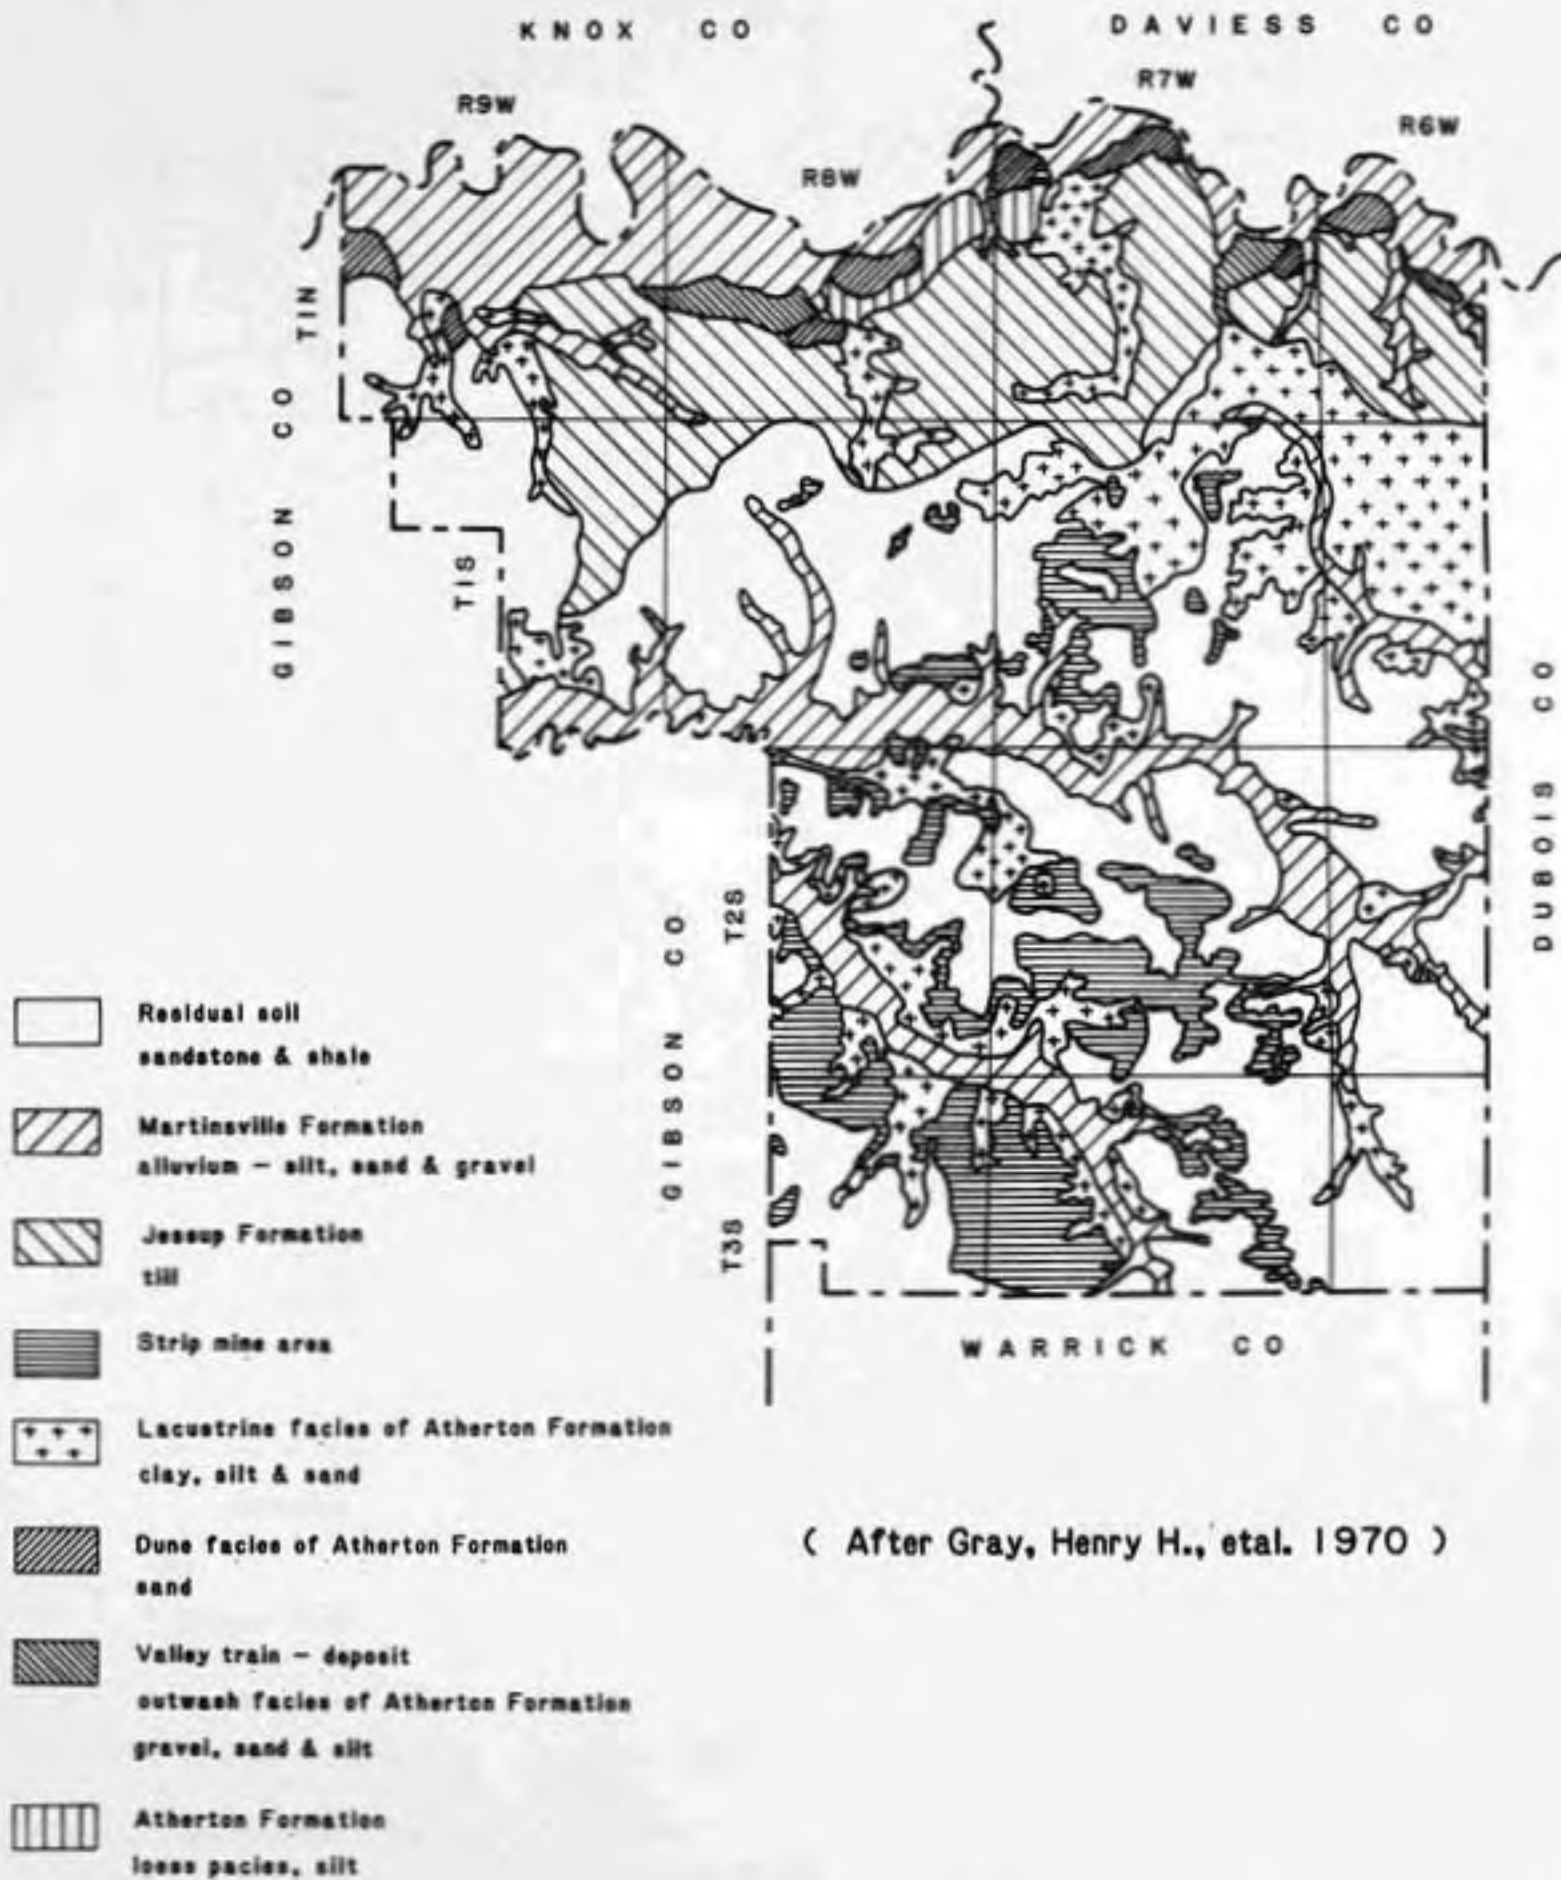 KNOX CO
DAVIESS CO
R9W
R8W
R7W
R6W
TIN
GIBSON CO
TIS
DUBOIS CO
GIBSON CO
T2S
T3S
WARRICK CO
Residual soil
sandstone & shale
Martinsville Formation
alluvium – silt, sand & gravel
Jessup Formation
till
Strip mine area
Lacustrine facies of Atherton Formation
clay, silt & sand
Dune facies of Atherton Formation
sand
Valley train – deposit
outwash facies of Atherton Formation
gravel, sand & silt
Atherton Formation
loess pacies, silt
( After Gray, Henry H., etal. 1970 )